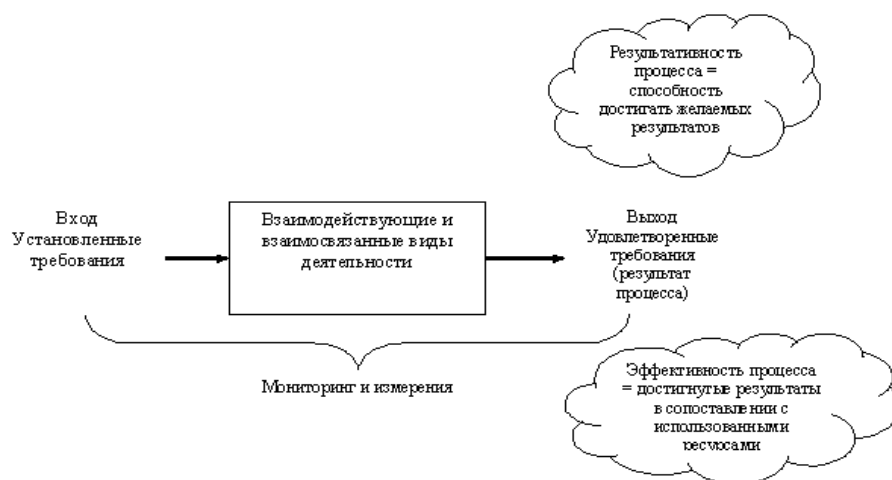 Результативность
процесса =
способность
достигать желаемых
результатов
Вход
Установленные
требования
Взаимодействующие и
взаимосвязанные виды
деятельности
Выход
Удовлетворенные
требования
(результат
процесса)
Мониторинг и измерения
Эффективность процесса
= достигнутые результаты
в сопоставлении с
использованными
ресурсами